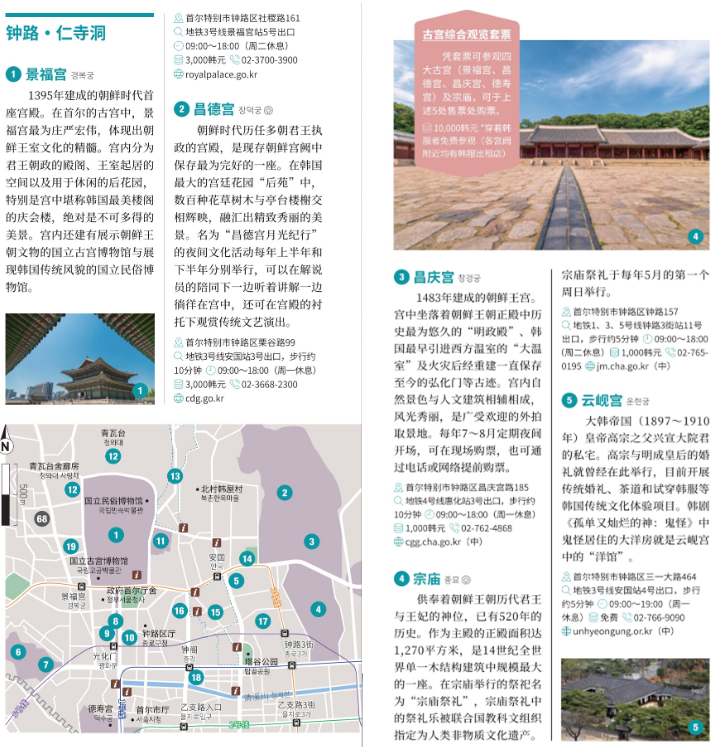 钟路·仁寺洞
1 景福宫 경복궁
1395年建成的朝鲜时代首
座宫殿。在首尔的古宫中，景
福宫最为庄严宏伟，体现出朝
鲜王室文化的精髓。宫内分为
君王朝政的殿阁、王室起居的
空间以及用于休闲的后花园，
特别是宫中堪称韩国最美楼阁
的庆会楼，绝对是不可多得的
美景。宫内还建有展示朝鲜王
朝文物的国立古宫博物馆与展
现韩国传统风貌的国立民俗博
物馆。
1
首尔特别市钟路区社稷路161
地铁3号线景福宫站5号出口
09:00～18:00（周二休息）
3,000韩元 02-3700-3900
royalpalace.go.kr
2 昌德宫 창덕궁
朝鲜时代历任多朝君王执
政的宫殿，是现存朝鲜宫阙中
保存最为完好的一座。在韩国
最大的宫廷花园“后苑”中，
数百种花草树木与亭台楼榭交
相辉映，融汇出精致秀丽的美
景。名为“昌德宫月光纪行”
的夜间文化活动每年上半年和
下半年分别举行，可以在解说
员的陪同下一边听着讲解一边
徜徉在宫中，还可在宫殿的衬
托下观赏传统文艺演出。
首尔特别市钟路区栗谷路99
地铁3号线安国站3号出口，步行约
10分钟 09:00～18:00（周一休息）
3,000韩元 02-3668-2300
cdg.go.kr
N
500m
青瓦台
청와대
12
青瓦台舍廊房
청와대 사랑채
12
68
13
北村韩屋村
북촌한옥마을
2
国立民俗博物馆
국립민속박물관
1
11
3
19
国立古宫博物馆
국립고궁박물관
安国
안국
14
5
景福宫
경복궁
政府首尔厅舍
정부서울청사
16
15
17
4
8
9
10
钟路区厅
종로구청
光化门
광화문
钟阁
종각
钟路3街
종로3가
6
7
塔谷公园
탑골공원
18
清溪川 청계천
德寿宫
덕수궁
首尔市厅
서울시청
乙支路入口
을지로입구
乙支路3街
을지로3가
2号线
古宫综合观览套票
凭套票可参观四
大古宫（景福宫、昌
德宫、昌庆宫、德寿
宫）及宗庙，可于上
述5处售票处购票。
10,000韩元 *穿着韩
服者免费参观（各宫阙
附近均有韩服出租店）
4
3 昌庆宫 창경궁
1483年建成的朝鲜王宫。
宫中坐落着朝鲜王朝正殿中历
史最为悠久的“明政殿”、韩
国最早引进西方温室的“大温
室”及火灾后经重建一直保存
至今的弘化门等古迹。宫内自
然景色与人文建筑相辅相成，
风光秀丽，是广受欢迎的外拍
取景地。每年7～8月定期夜间
开场，可在现场购票，也可通
过电话或网络提前购票。
首尔特别市钟路区昌庆宫路185
地铁4号线惠化站3号出口，步行约
10分钟 09:00～18:00（周一休息）
1,000韩元 02-762-4868
cgg.cha.go.kr（中）
4 宗庙 종묘
供奉着朝鲜王朝历代君王
与王妃的神位，已有520年的
历史。作为主殿的正殿面积达
1,270平方米，是14世纪全世
界单一木结构建筑中规模最大
的一座。在宗庙举行的祭祀名
为“宗庙祭礼”，宗庙祭礼中
的祭礼乐被联合国教科文组织
指定为人类非物质文化遗产。
宗庙祭礼于每年5月的第一个
周日举行。
首尔特别市钟路区钟路157
地铁1、3、5号线钟路3街站11号
出口，步行约5分钟 09:00～18:00
（周二休息） 1,000韩元 02-765-
0195 jm.cha.go.kr（中）
5 云岘宫 운현궁
大韩帝国（1897～1910
年）皇帝高宗之父兴宣大院君
的私宅。高宗与明成皇后的婚
礼就曾经在此举行，目前开展
传统婚礼、茶道和试穿韩服等
韩国传统文化体验项目。韩剧
《孤单又灿烂的神：鬼怪》中
鬼怪居住的大洋房就是云岘宫
中的“洋馆”。
首尔特别市钟路区三一大路464
地铁3号线安国站4号出口，步行
约5分钟 09:00～19:00（周一
休息） 免费 02-766-9090
unhyeongung.or.kr（中）
5